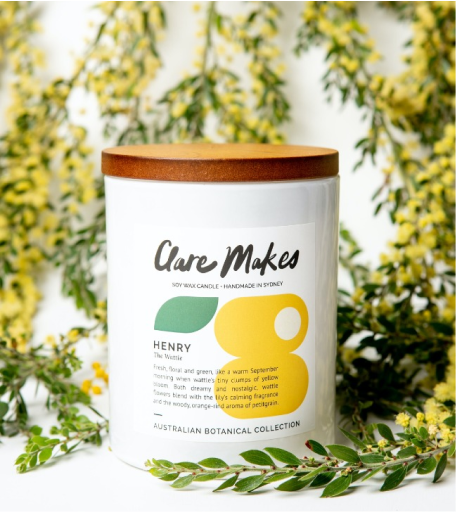 Clare Makes
SOY WAX CANDLE • HANDMADE IN SYDNEY
HENRY
The Wattle
Fresh, floral and green, like a warm September
morning when wattle's tiny clumps of yellow
bloom. Both dreamy and nostalgic, wattle
flowers blend with the lily's calming fragrance
and the woody, orange-and aroma of petitgrain.
AUSTRALIAN BOTANICAL COLLECTION